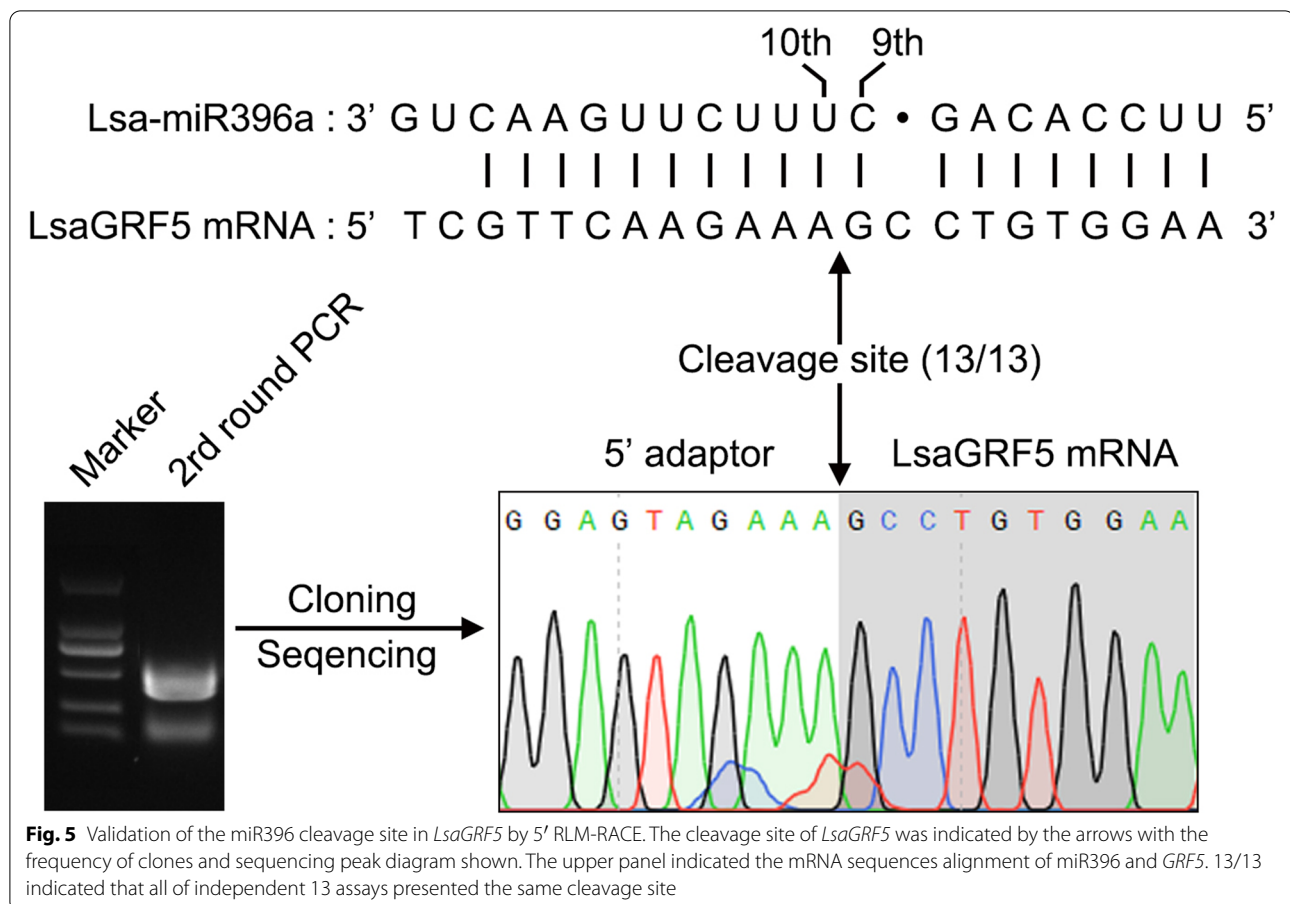 10th 9th
Lsa-miR396a : 3’ G U C A A G U U C U U U C • G A C A C C U U 5’
LsaGRF5 mRNA : 5’ T C G T T C A A G A A A G C C T G T G G A A 3’
Cleavage site (13/13)
Marker
2rd round PCR
5’ adaptor LsaGRF5 mRNA
G G A G T A G A A A G C C T G T G G A A
Cloning
Seqencing
Fig. 5 Validation of the miR396 cleavage site in LsaGRF5 by 5′ RLM-RACE. The cleavage site of LsaGRF5 was indicated by the arrows with the
frequency of clones and sequencing peak diagram shown. The upper panel indicated the mRNA sequences alignment of miR396 and GRF5. 13/13
indicated that all of independent 13 assays presented the same cleavage site